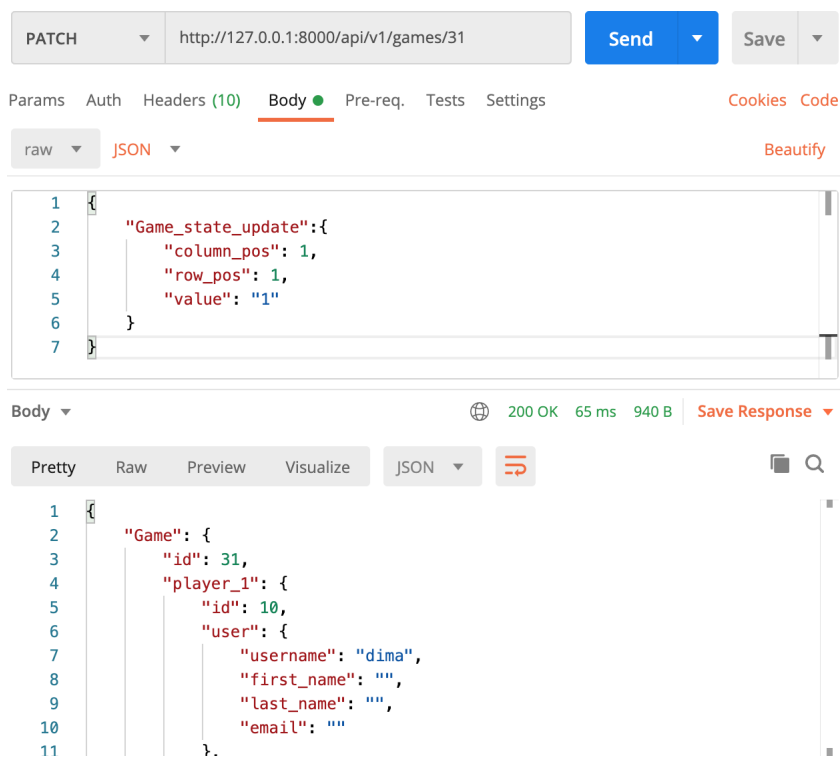 PATCH http://127.0.0.1:8000/api/v1/games/31 Send Save
Params Auth Headers (10) Body Pre-req. Tests Settings Cookies Code
raw JSON Beautify
1 {
2 "Game_state_update":{
3 "column_pos": 1,
4 "row_pos": 1,
5 "value": "1"
6 }
7 }
Body 200 OK 65 ms 940 B Save Response
Pretty Raw Preview Visualize JSON
1 {
2 "Game": {
3 "id": 31,
4 "player_1": {
5 "id": 10,
6 "user": {
7 "username": "dima",
8 "first_name": "",
9 "last_name": "",
10 "email": ""
11 },